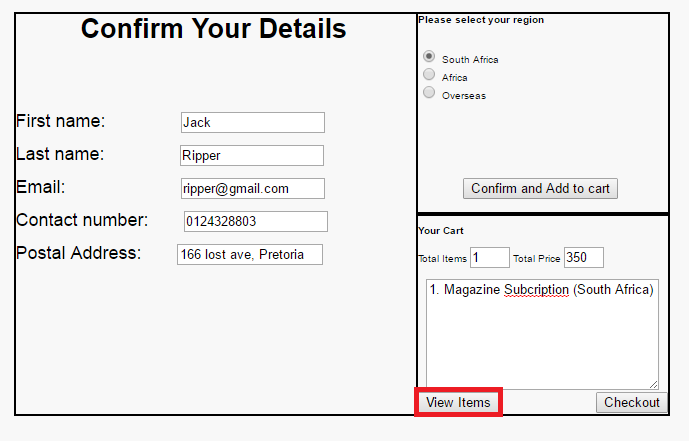 Confirm Your Details
First name: Jack
Last name: Ripper
Email: ripper@gmail.com
Contact number: 0124328803
Postal Address: 166 lost ave, Pretoria
Please select your region
South Africa
Africa
Overseas
Confirm and Add to cart
Your Cart
Total Items 1 Total Price 350
1. Magazine Subcription (South Africa)
View Items Checkout